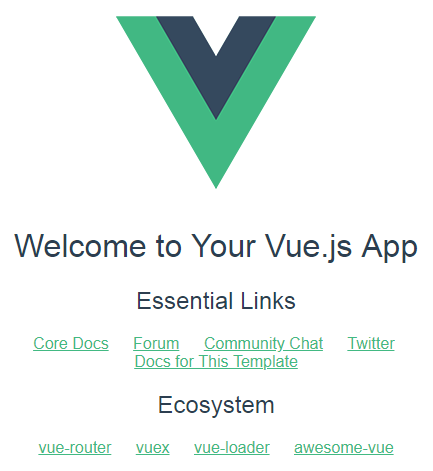 Welcome to Your Vue.js App
Essential Links
Core Docs Forum Community Chat Twitter
Docs for This Template
Ecosystem
vue-router vuex vue-loader awesome-vue